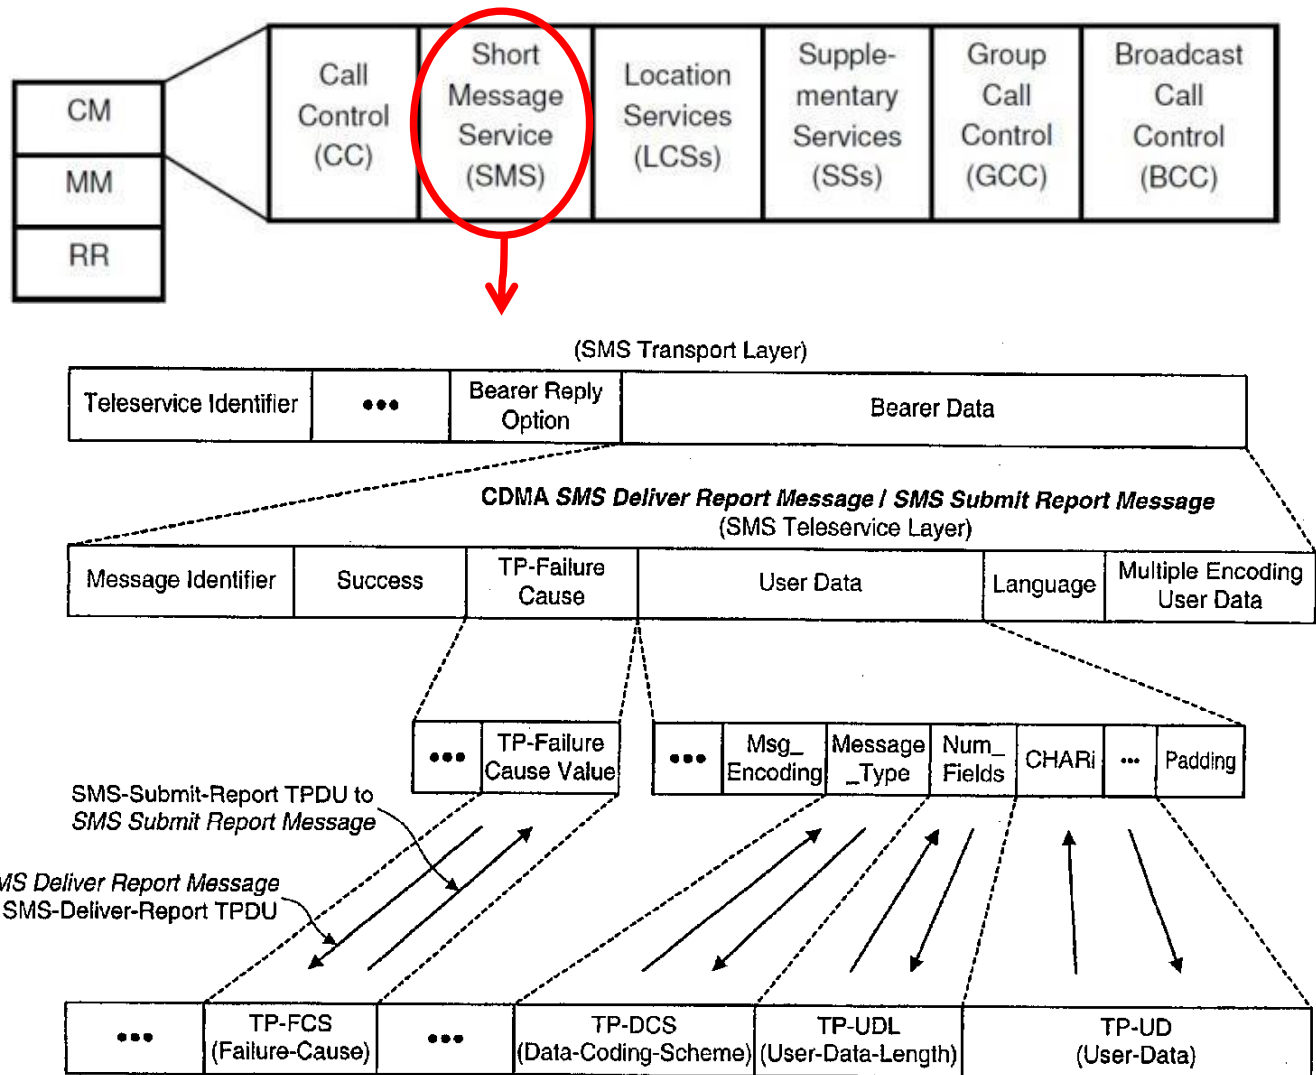 CM
MM
RR
Call
Control
(CC)
Short
Message
Service
(SMS)
Location
Services
(LCSs)
Supple-
mentary
Services
(SSs)
Group
Call
Control
(GCC)
Broadcast
Call
Control
(BCC)
(SMS Transport Layer)
Teleservice Identifier
•••
Bearer Reply
Option
Bearer Data
CDMA SMS Deliver Report Message / SMS Submit Report Message
(SMS Teleservice Layer)
Message Identifier
Success
TP-Failure
Cause
User Data
Language
Multiple Encoding
User Data
•••
TP-Failure
Cause Value
•••
Msg_
Encoding
Message
_Type
Num_
Fields
CHARi
•••
Padding
SMS-Submit-Report TPDU to
SMS Submit Report Message
MS Deliver Report Message
SMS-Deliver-Report TPDU
•••
TP-FCS
(Failure-Cause)
•••
TP-DCS
(Data-Coding-Scheme)
TP-UDL
(User-Data-Length)
TP-UD
(User-Data)